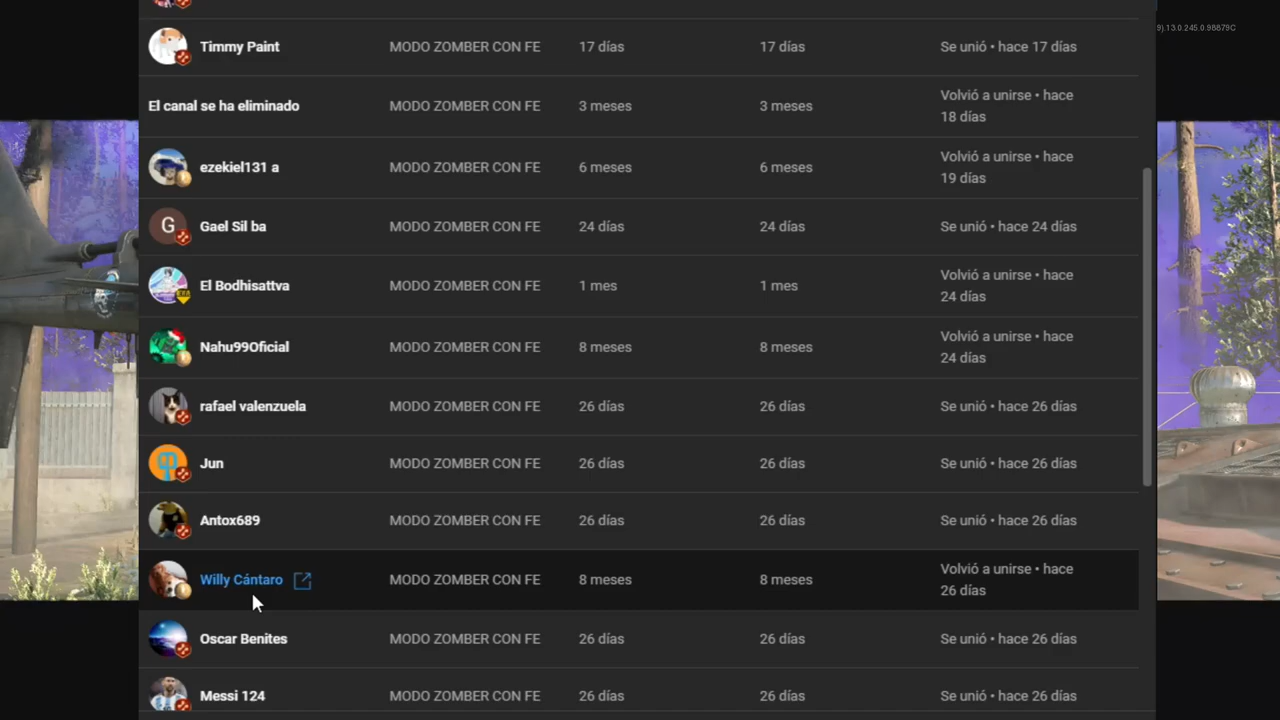 9).13.0.245.0.98879C
Timmy Paint MODO ZOMBER CON FE 17 días 17 días Se unió • hace 17 días
El canal se ha eliminado MODO ZOMBER CON FE 3 meses 3 meses Volvió a unirse • hace
18 días
ezekiel131 a MODO ZOMBER CON FE 6 meses 6 meses Volvió a unirse • hace
19 días
G
Gael Sil ba MODO ZOMBER CON FE 24 días 24 días Se unió • hace 24 días
El Bodhisattva MODO ZOMBER CON FE 1 mes 1 mes Volvió a unirse • hace
24 días
Nahu99Oficial MODO ZOMBER CON FE 8 meses 8 meses Volvió a unirse • hace
24 días
rafael valenzuela MODO ZOMBER CON FE 26 días 26 días Se unió • hace 26 días
Jun MODO ZOMBER CON FE 26 días 26 días Se unió • hace 26 días
Antox689 MODO ZOMBER CON FE 26 días 26 días Se unió • hace 26 días
Willy Cántaro MODO ZOMBER CON FE 8 meses 8 meses Volvió a unirse • hace
26 días
Oscar Benites MODO ZOMBER CON FE 26 días 26 días Se unió • hace 26 días
Messi 124 MODO ZOMBER CON FE 26 días 26 días Se unió • hace 26 días